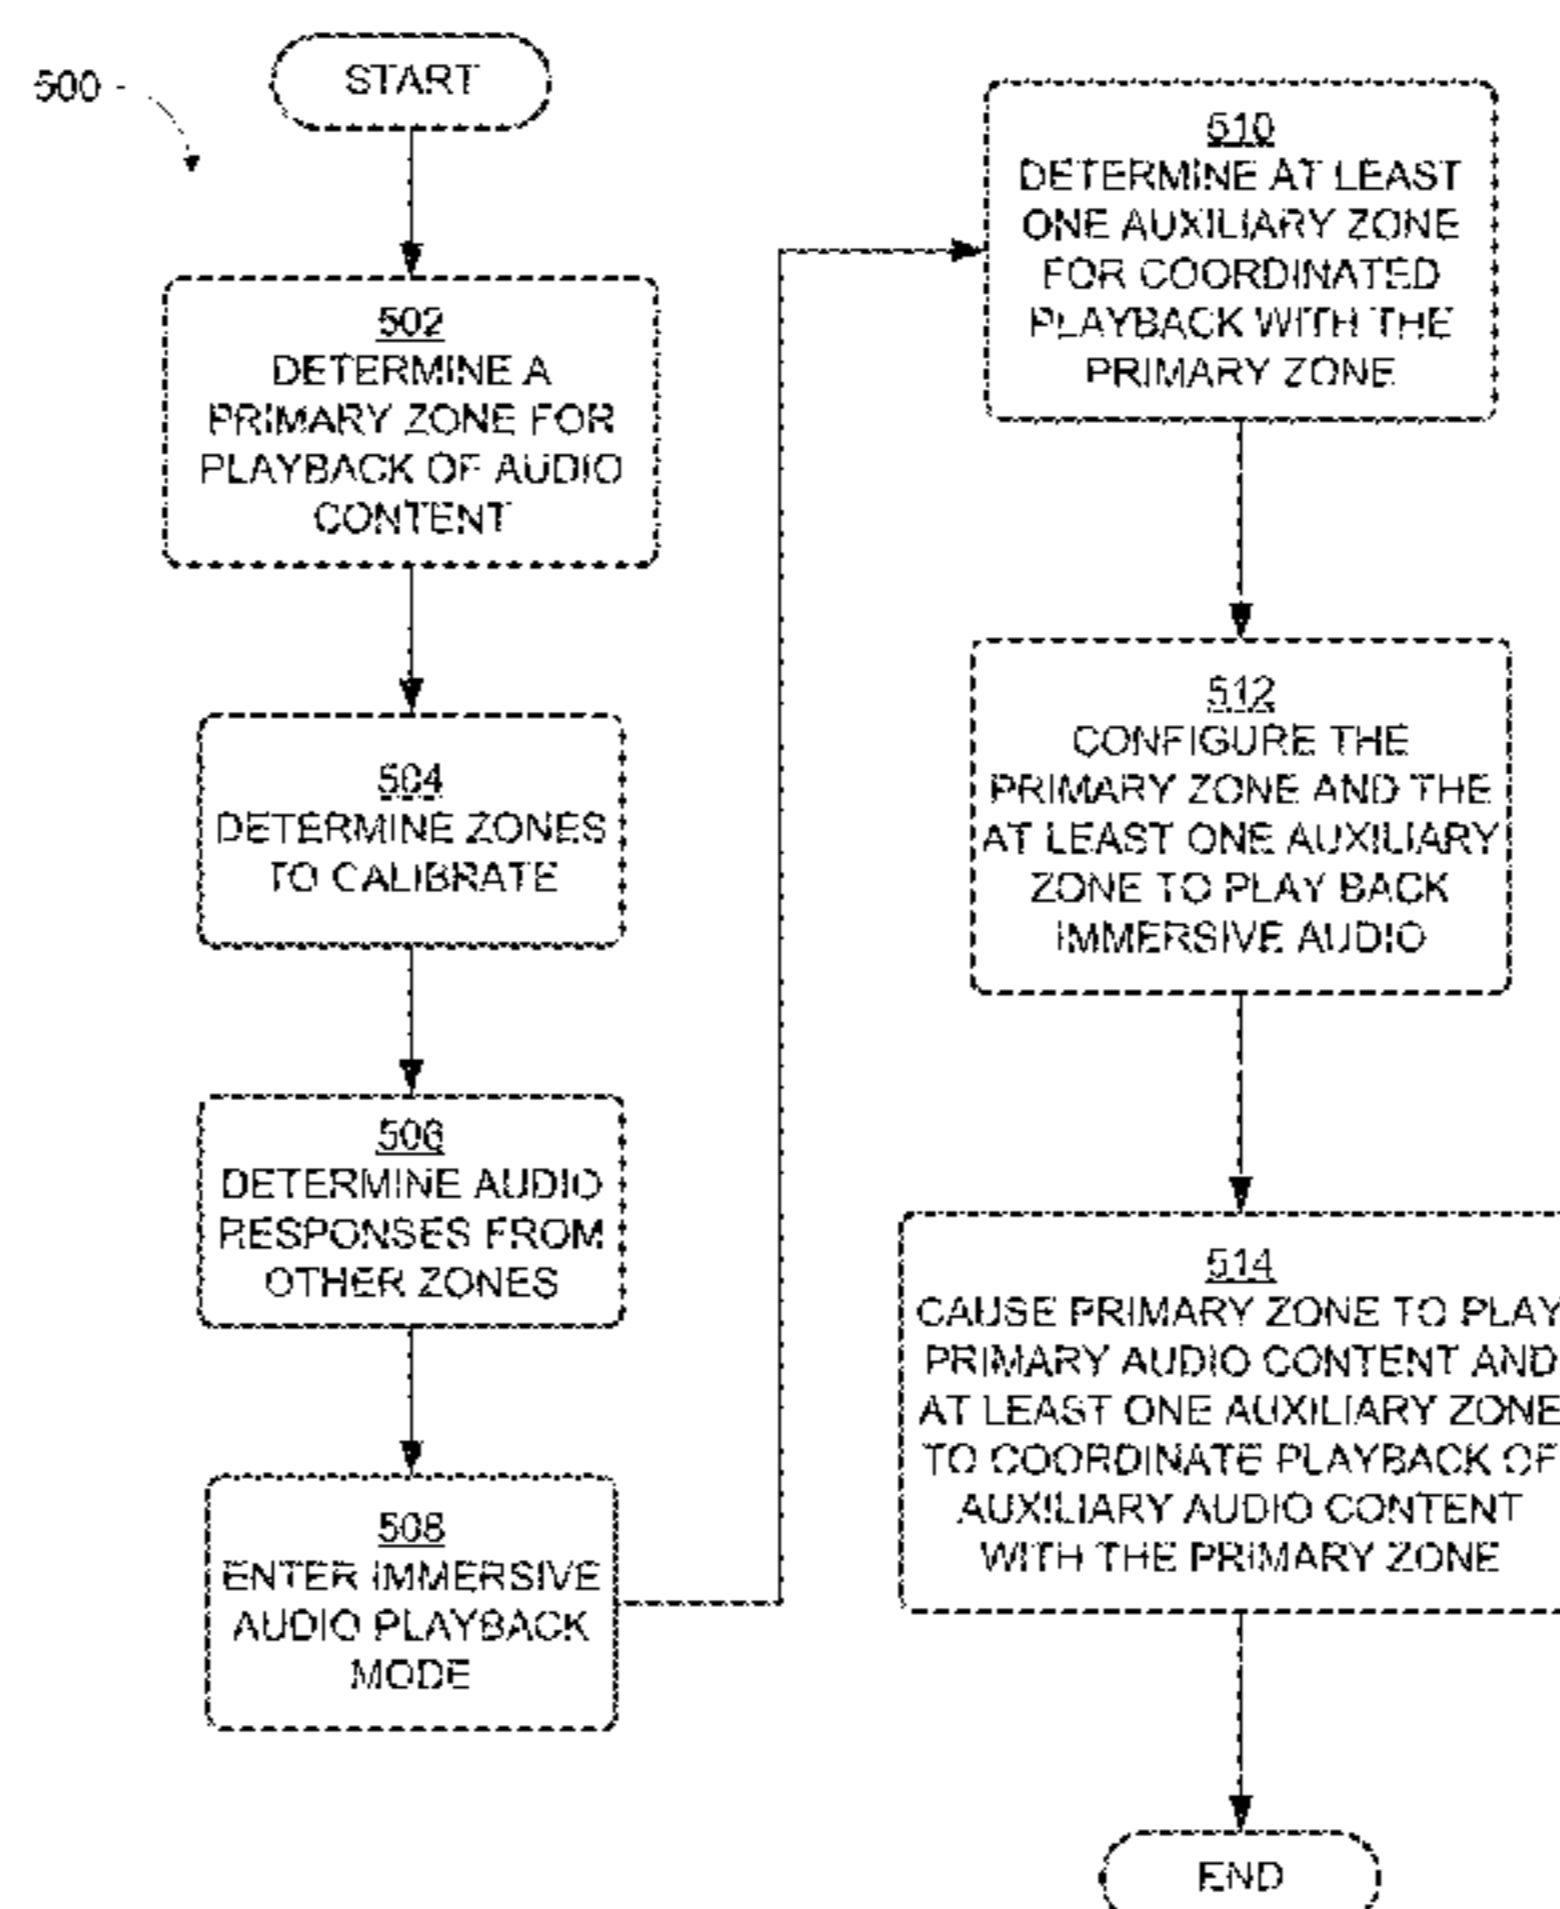 500
START
502
DETERMINE A
PRIMARY ZONE FOR
PLAYBACK OF AUDIO
CONTENT
504
DETERMINE ZONES
TO CALIBRATE
506
DETERMINE AUDIO
RESPONSES FROM
OTHER ZONES
508
ENTER IMMERSIVE
AUDIO PLAYBACK
MODE
510
DETERMINE AT LEAST
ONE AUXILIARY ZONE
FOR COORDINATED
PLAYBACK WITH THE
PRIMARY ZONE
512
CONFIGURE THE
PRIMARY ZONE AND THE
AT LEAST ONE AUXILIARY
ZONE TO PLAY BACK
IMMERSIVE AUDIO
514
CAUSE PRIMARY ZONE TO PLAY
PRIMARY AUDIO CONTENT AND
AT LEAST ONE AUXILIARY ZONE
TO COORDINATE PLAYBACK OF
AUXILIARY AUDIO CONTENT
WITH THE PRIMARY ZONE
END